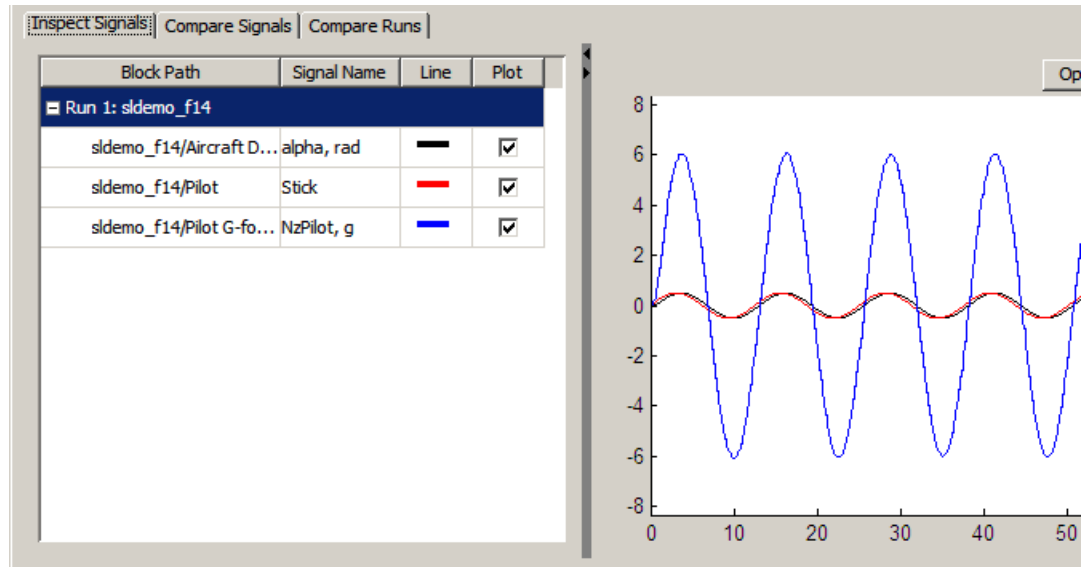 Inspect Signals Compare Signals Compare Runs
Block Path Signal Name Line Plot
Run 1: sldemo_f14
sldemo_f14/Aircraft D... alpha, rad
sldemo_f14/Pilot Stick
sldemo_f14/Pilot G-fo... NzPilot, g
Op
8
6
4
2
0
-2
-4
-6
-8
0 10 20 30 40 50